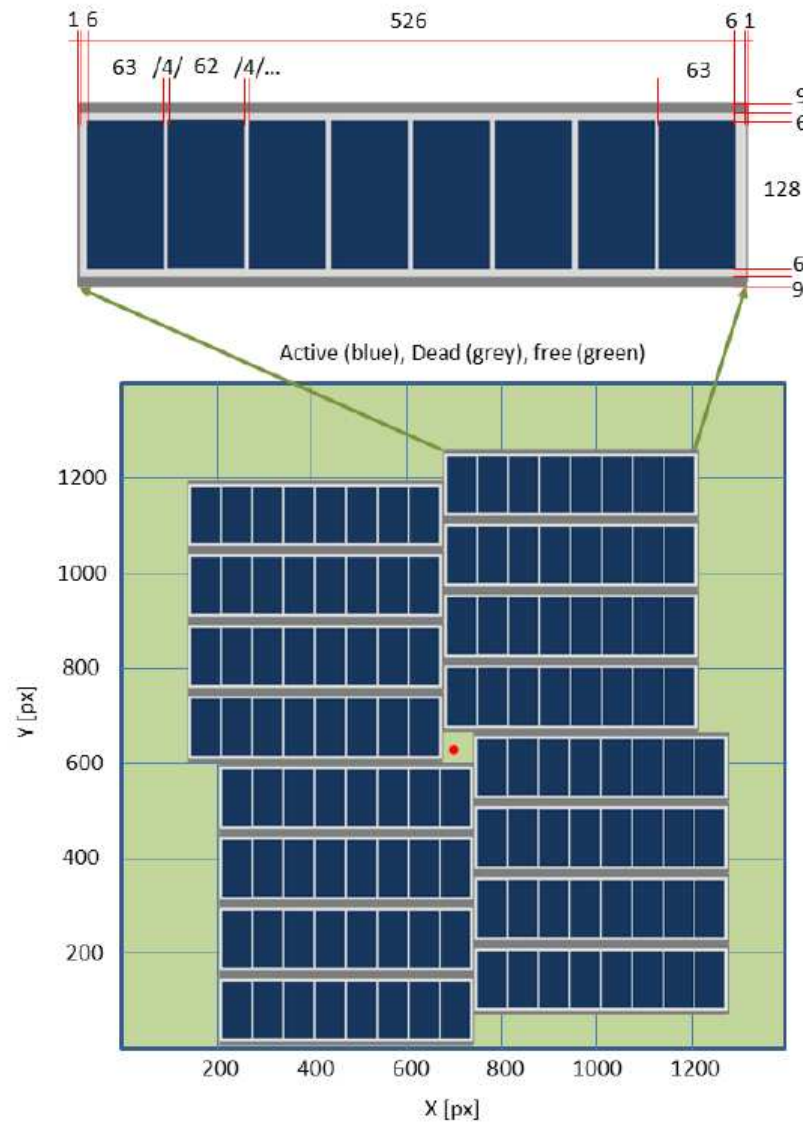 1 6 526 6 1
63 /4/ 62 /4/... 63
9
6
128
6
9
Active (blue), Dead (grey), free (green)
1200
1000
800
600
400
200
Y [px]
200 400 600 800 1000 1200
X [px]